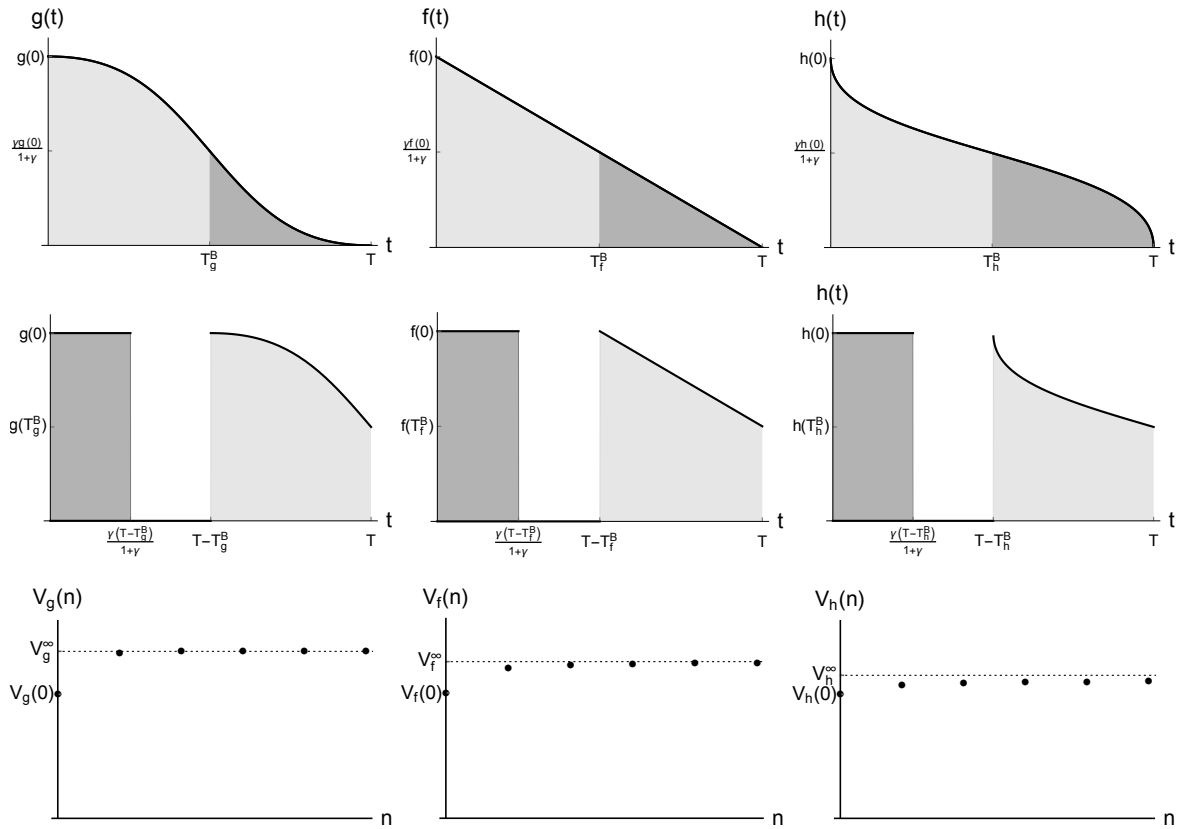 g(t)
g(0)
γg(0)/1+γ
T_g^B
T
t
f(t)
f(0)
γf(0)/1+γ
T_f^B
T
t
h(t)
h(0)
γh(0)/1+γ
T_h^B
T
t
g(0)
g(T_g^B)
γ(T−T_g^B)/1+γ
T−T_g^B
T
t
f(0)
f(T_f^B)
γ(T−T_f^B)/1+γ
T−T_f^B
T
t
h(t)
h(0)
h(T_h^B)
γ(T−T_h^B)/1+γ
T−T_h^B
T
t
V_g(n)
V_g^∞
V_g(0)
n
V_f(n)
V_f^∞
V_f(0)
n
V_h(n)
V_h^∞
V_h(0)
n